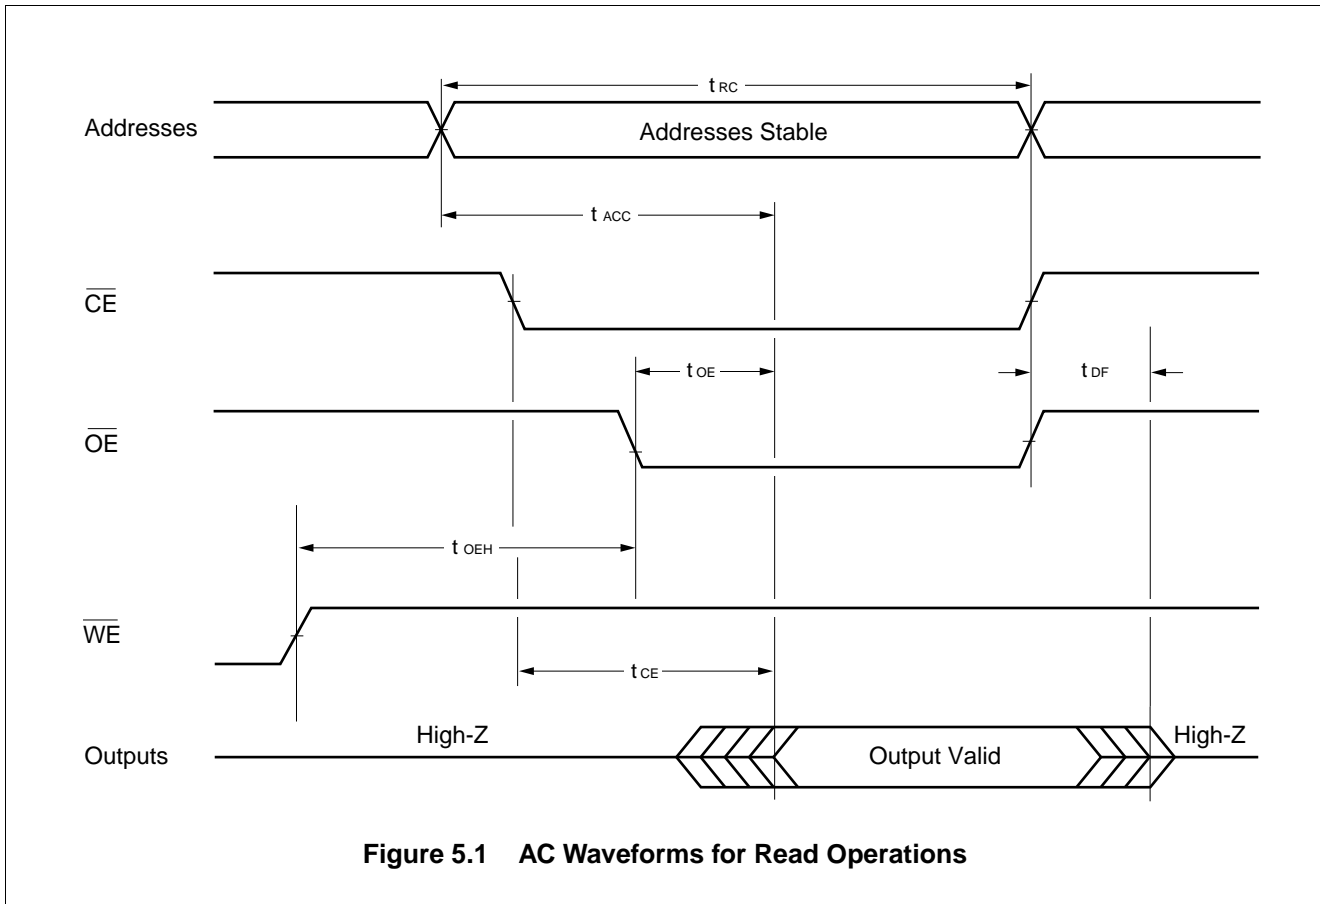 t RC
Addresses
Addresses Stable
t ACC
CE
t OE
t DF
OE
t OEH
WE
t CE
High-Z
High-Z
Outputs
Output Valid
Figure 5.1 AC Waveforms for Read Operations